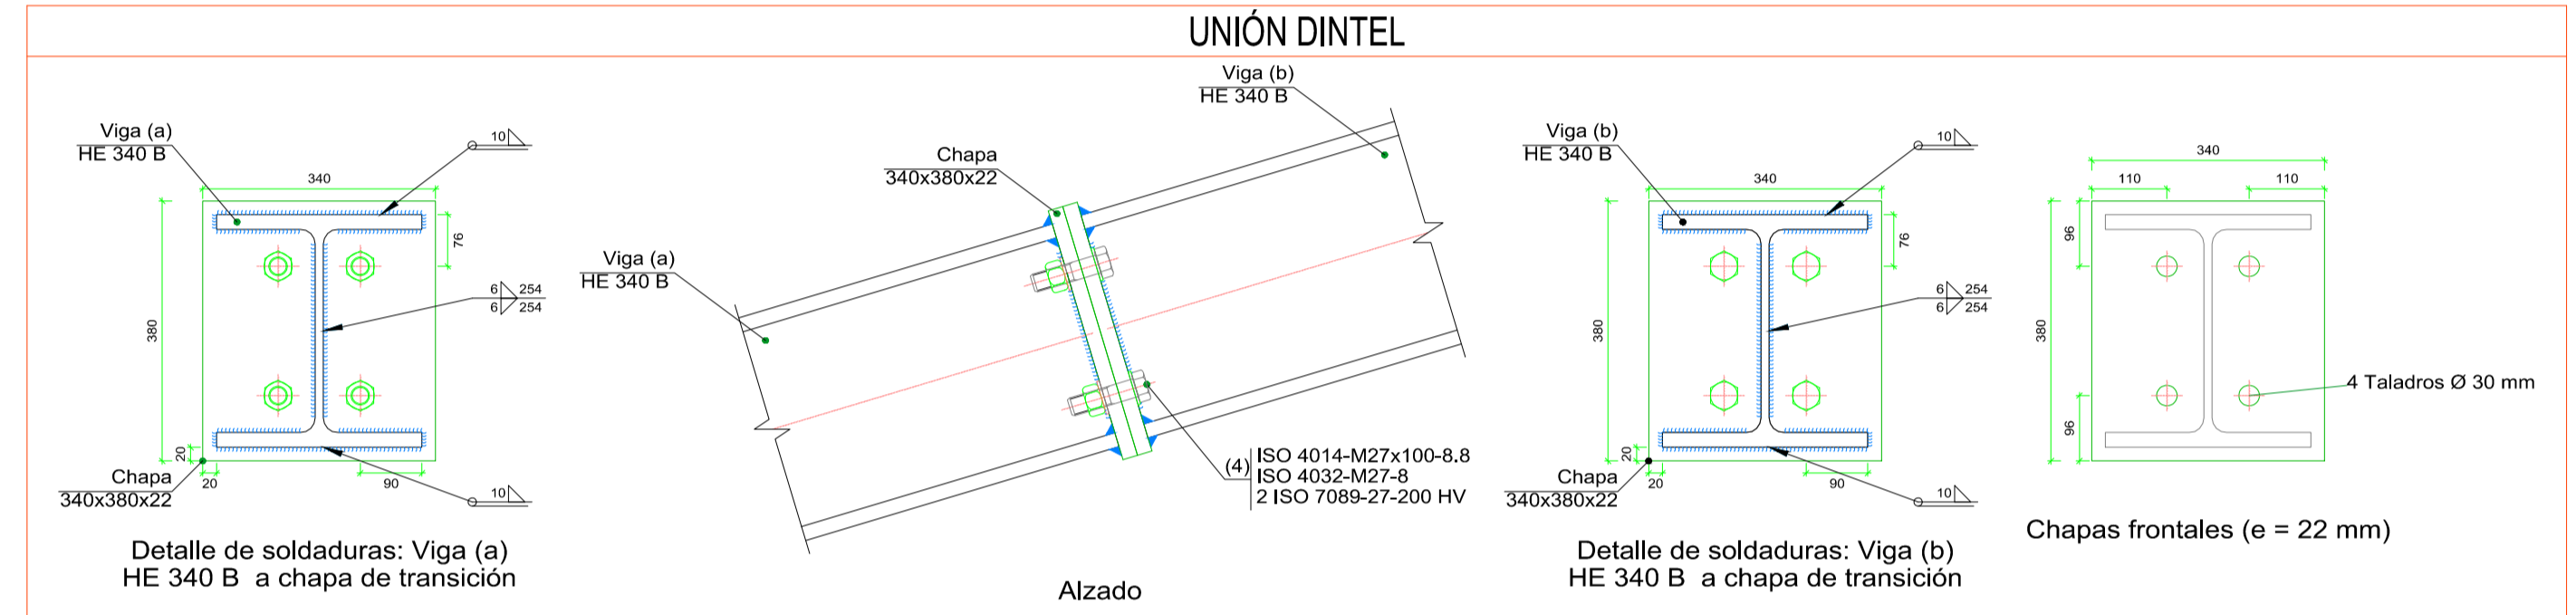 UNIÓN DINTEL
Viga (a)
HE 340 B
10
340
76
6 254
6 254
380
20
Chapa
340x380x22
20
90
10
Detalle de soldaduras: Viga (a)
HE 340 B a chapa de transición
Viga (b)
HE 340 B
Chapa
340x380x22
Viga (a)
HE 340 B
(4)
ISO 4014-M27x100-8.8
ISO 4032-M27-8
2 ISO 7089-27-200 HV
Alzado
Viga (b)
HE 340 B
10
340
76
6 254
6 254
380
20
Chapa
340x380x22
20
90
10
Detalle de soldaduras: Viga (b)
HE 340 B a chapa de transición
340
110
110
96
380
96
4 Taladros Ø 30 mm
Chapas frontales (e = 22 mm)